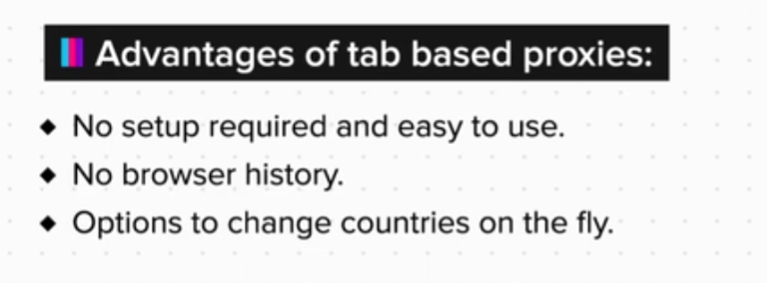 Advantages of tab based proxies:
◆ No setup required and easy to use.
◆ No browser history.
◆ Options to change countries on the fly.